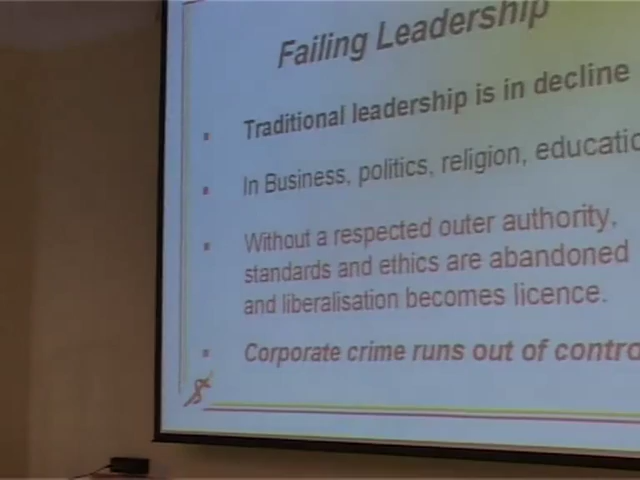 Failing Leadership
Traditional leadership is in decline
In Business, politics, religion, educatio
Without a respected outer authority,
standards and ethics are abandoned
and liberalisation becomes licence.
Corporate crime runs out of contro